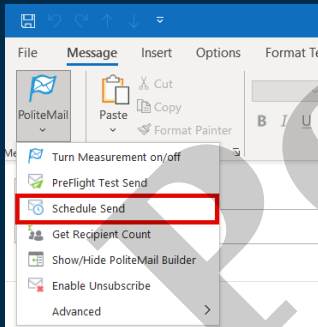 File Message Insert Options Format Te
PoliteMail
Paste
Cut
Copy
Format Painter
B I U
Me
Turn Measurement on/off
PreFlight Test Send
Schedule Send
Get Recipient Count
Show/Hide PoliteMail Builder
Enable Unsubscribe
Advanced